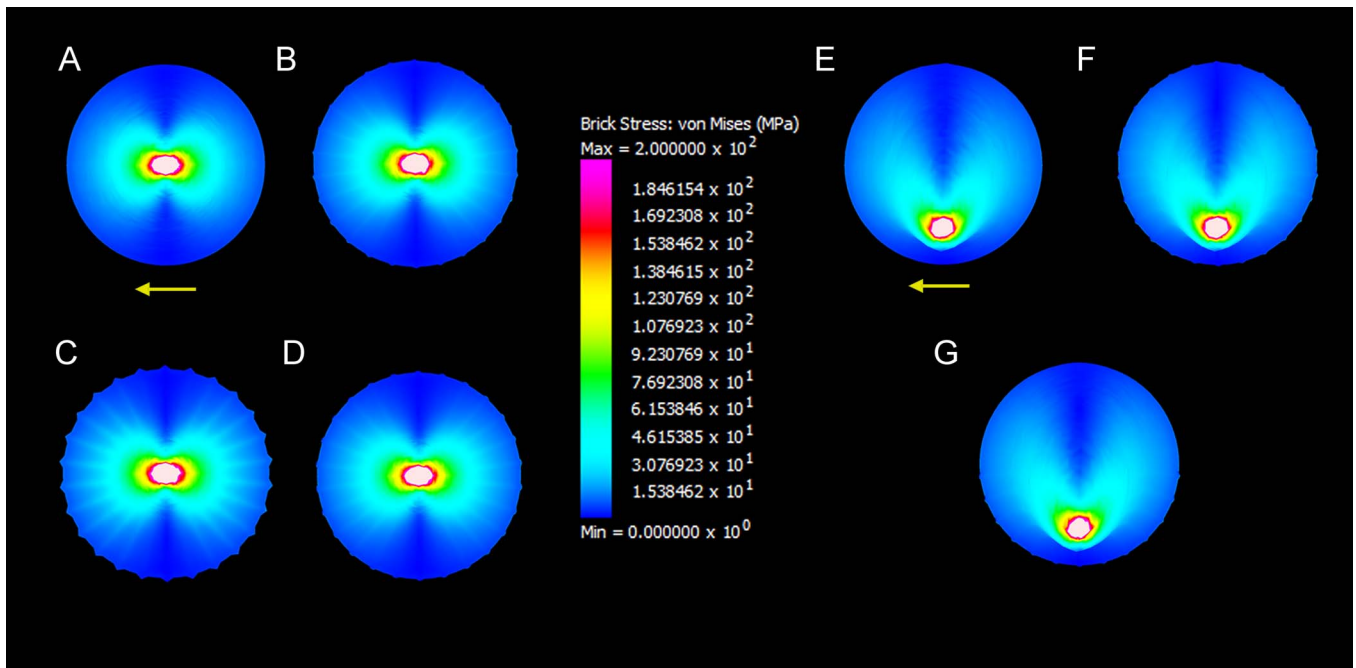 A
B
E
F
Brick Stress: von Mises (MPa)
Max = 2.000000 x 10²
1.846154 x 10²
1.692308 x 10²
1.538462 x 10²
1.384615 x 10²
1.230769 x 10²
1.076923 x 10²
9.230769 x 10¹
7.692308 x 10¹
6.153846 x 10¹
4.615385 x 10¹
3.076923 x 10¹
1.538462 x 10¹
Min = 0.000000 x 10⁰
C
D
G